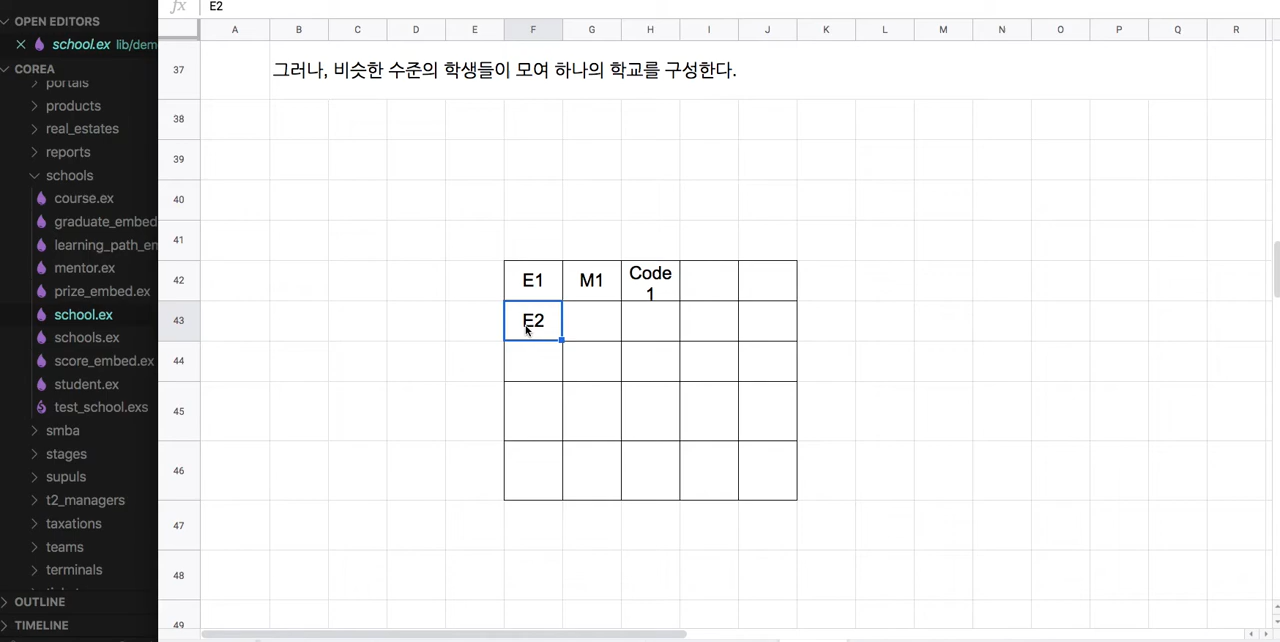 OPEN EDITORS
school.ex lib/dem
COREA
portals
products
real_estates
reports
schools
course.ex
graduate_embed
learning_path_em
mentor.ex
prize_embed.ex
school.ex
schools.ex
score_embed.ex
student.ex
test_school.exs
smba
stages
supuls
t2_managers
taxations
teams
terminals
OUTLINE
TIMELINE
fx E2
A B C D E F G H I J K L M N O P Q R
37 그러나, 비슷한 수준의 학생들이 모여 하나의 학교를 구성한다.
38
39
40
41
42 E1 M1 Code 1
43 E2
44
45
46
47
48
49